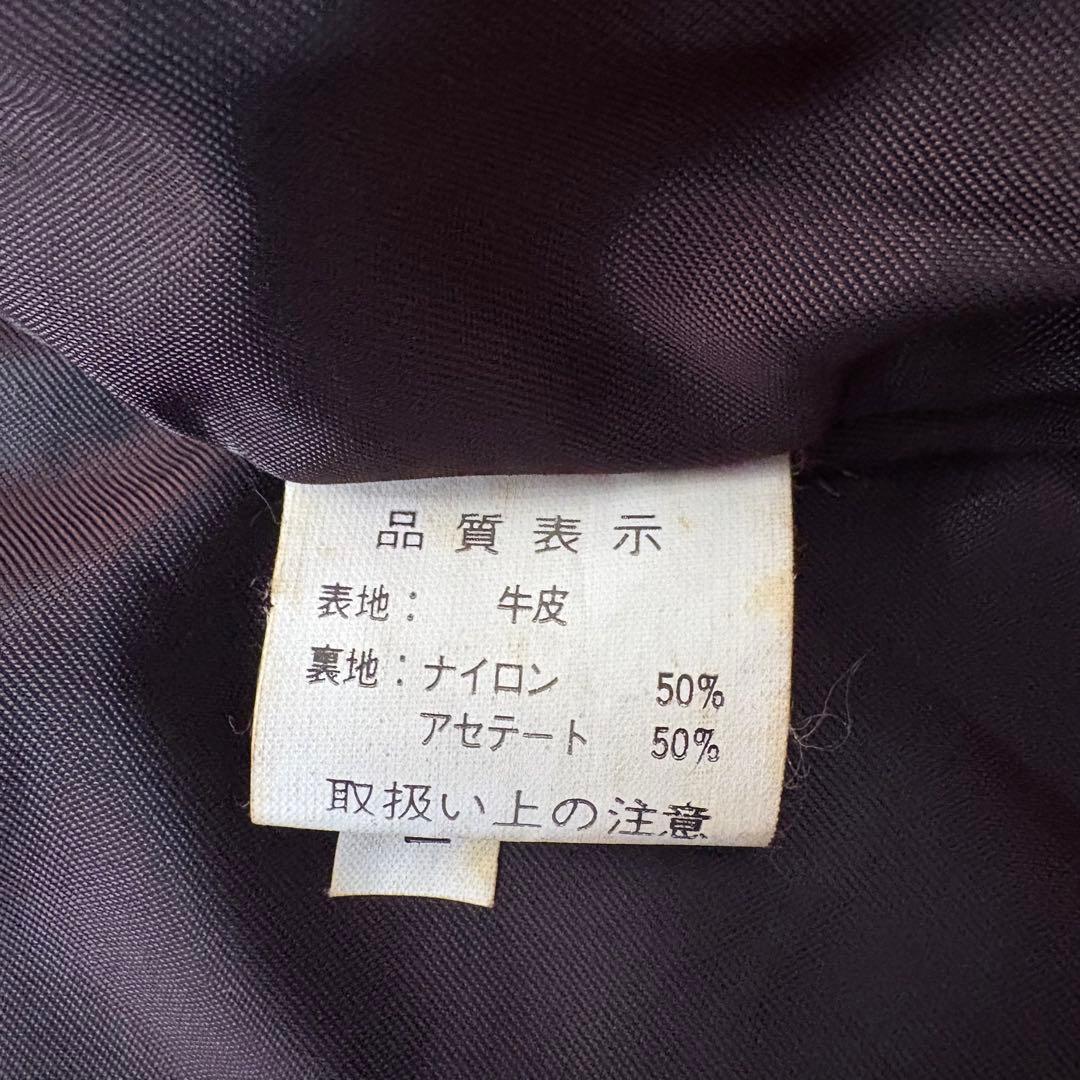 品質表示
表地: 牛皮
裏地: ナイロン 50%
アセテート 50%
取扱い上の注意